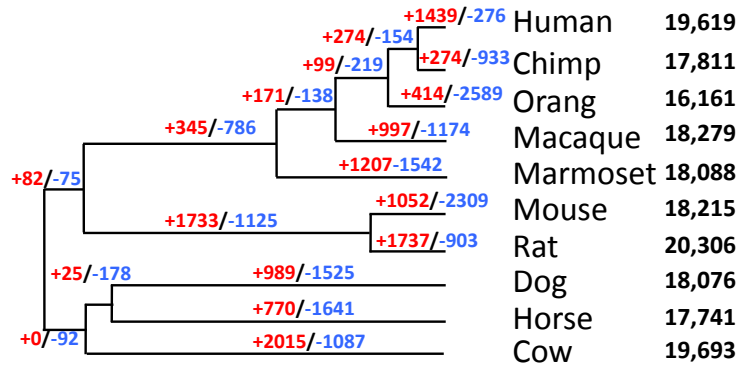 +1439/-276 Human 19,619
+274/-154
+274/-933 Chimp 17,811
+99/-219
+414/-2589 Orang 16,161
+171/-138
+345/-786
+997/-1174 Macaque 18,279
+1207-1542 Marmoset 18,088
+82/-75
+1052/-2309 Mouse 18,215
+1733/-1125
+1737/-903 Rat 20,306
+25/-178
+989/-1525 Dog 18,076
+770/-1641 Horse 17,741
+0/-92
+2015/-1087 Cow 19,693